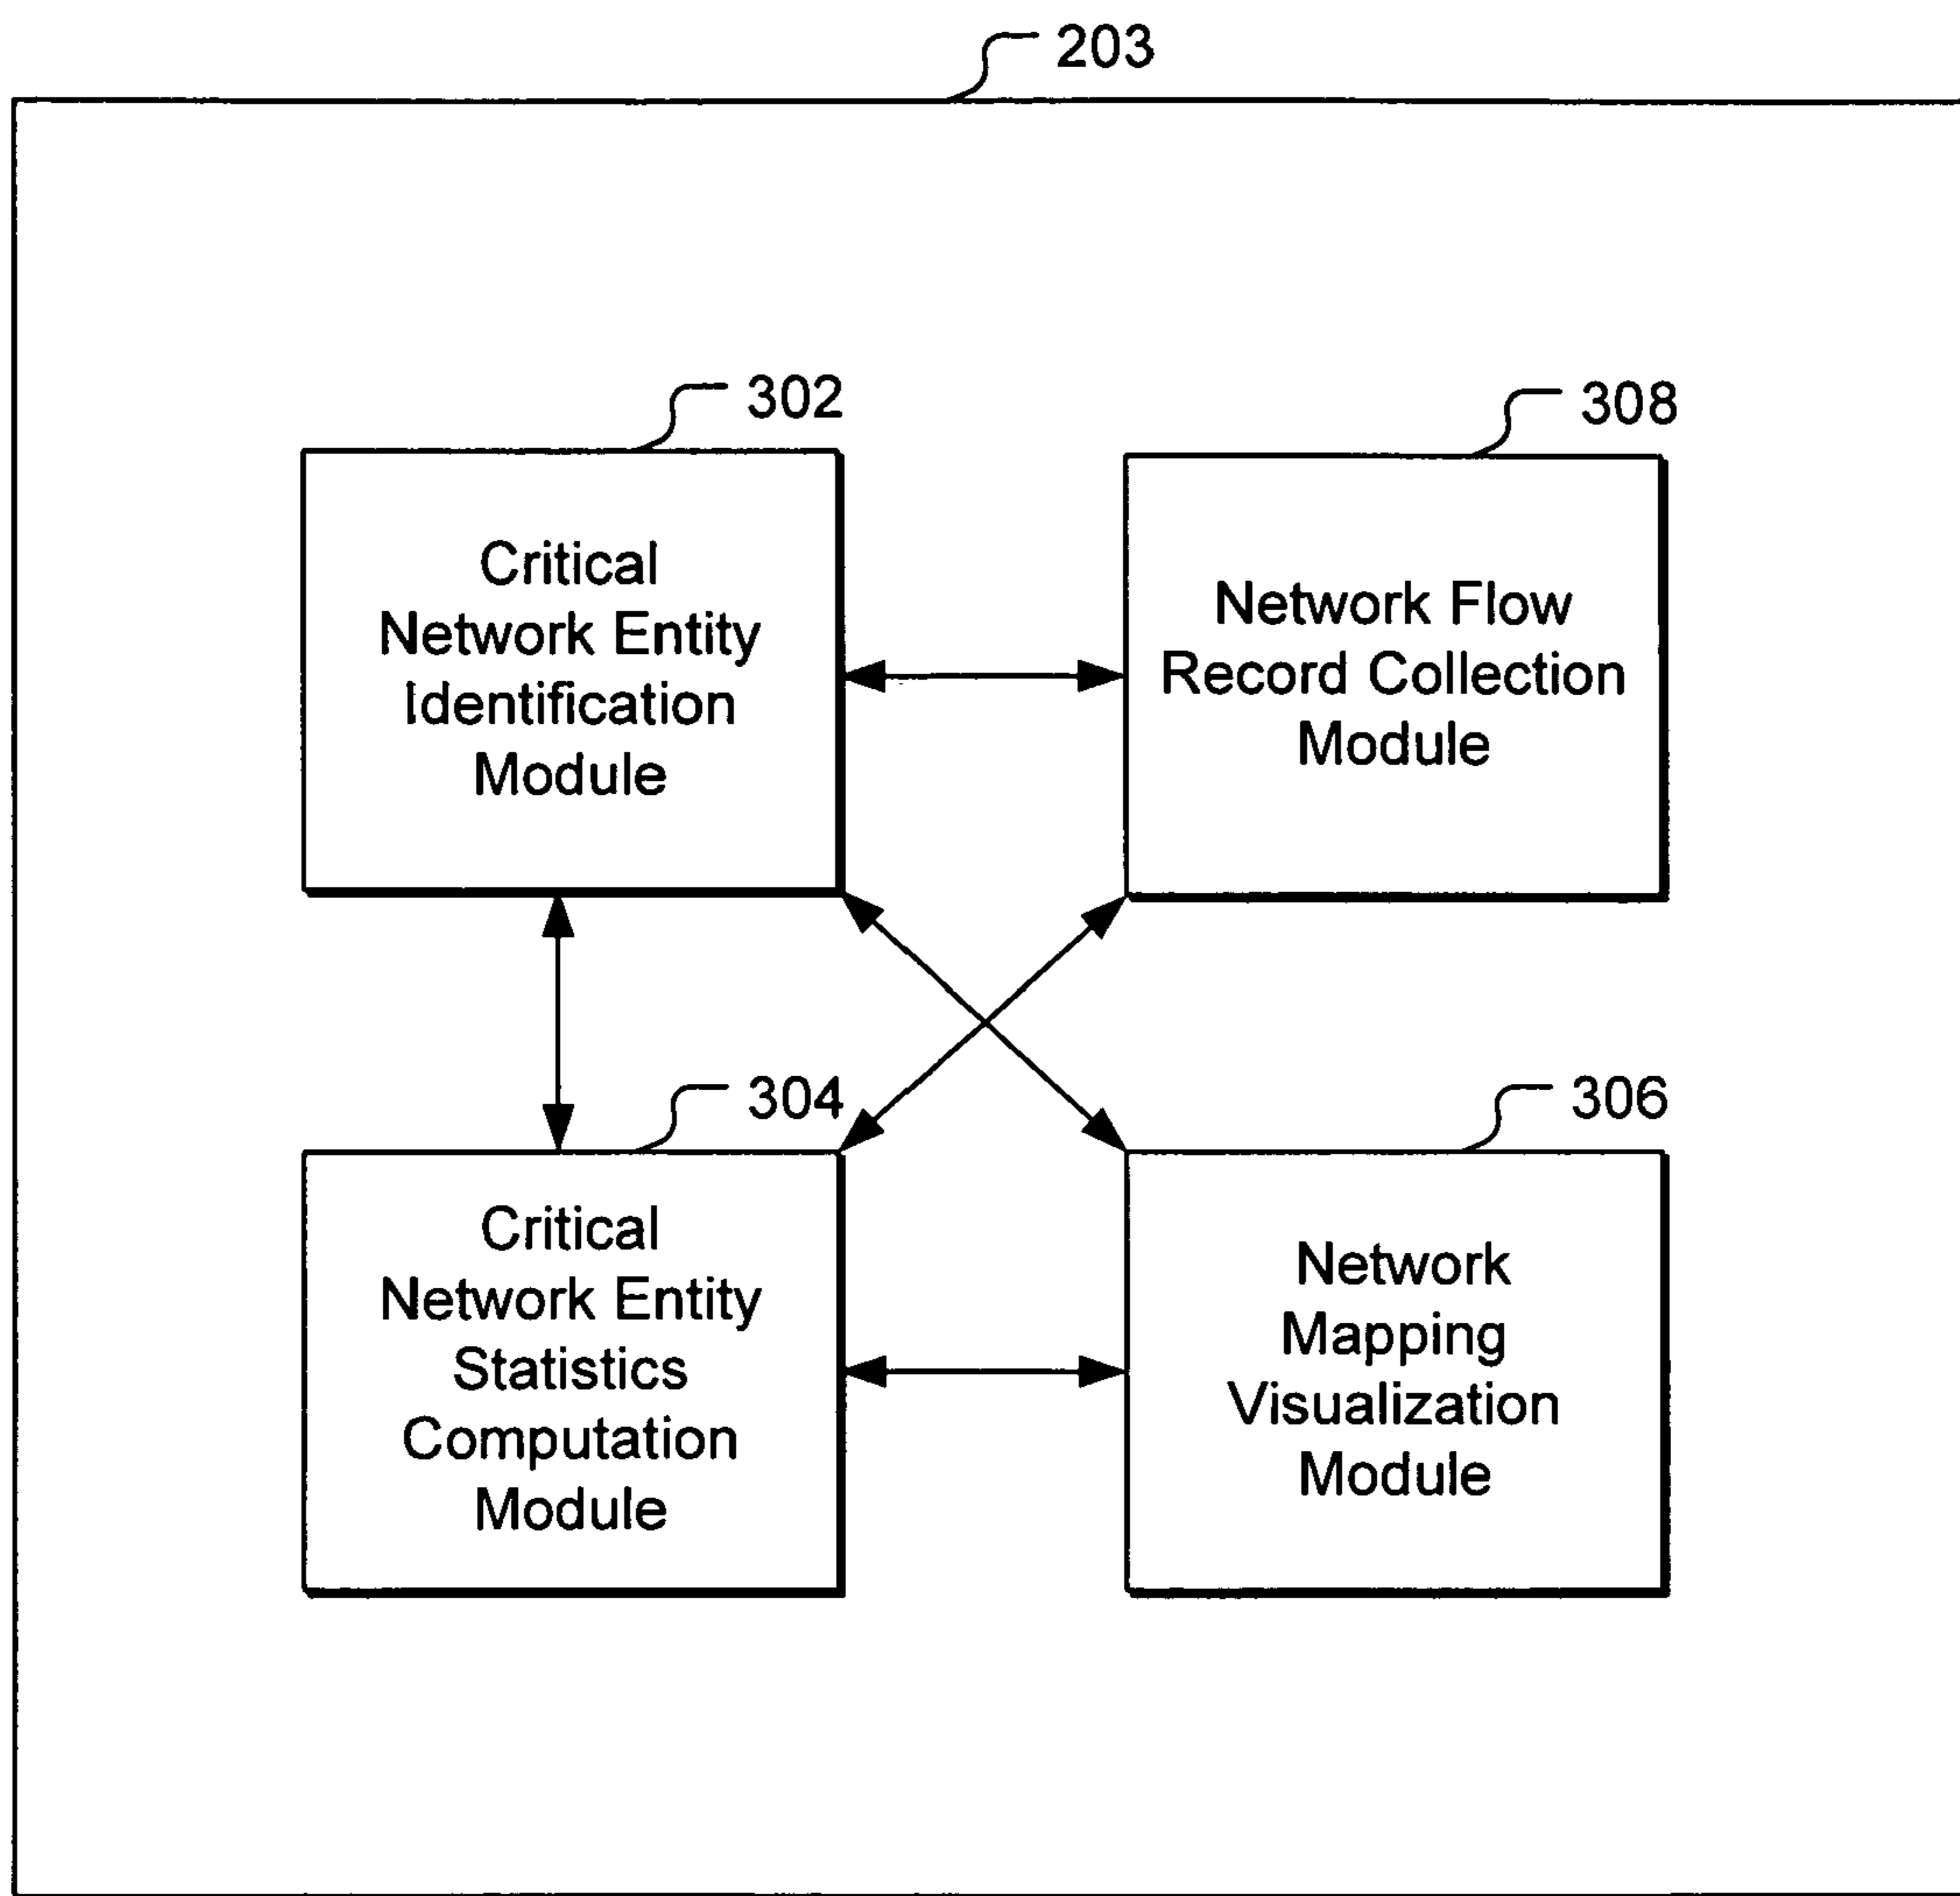 203
302
Critical
Network Entity
Identification
Module
308
Network Flow
Record Collection
Module
304
Critical
Network Entity
Statistics
Computation
Module
306
Network
Mapping
Visualization
Module